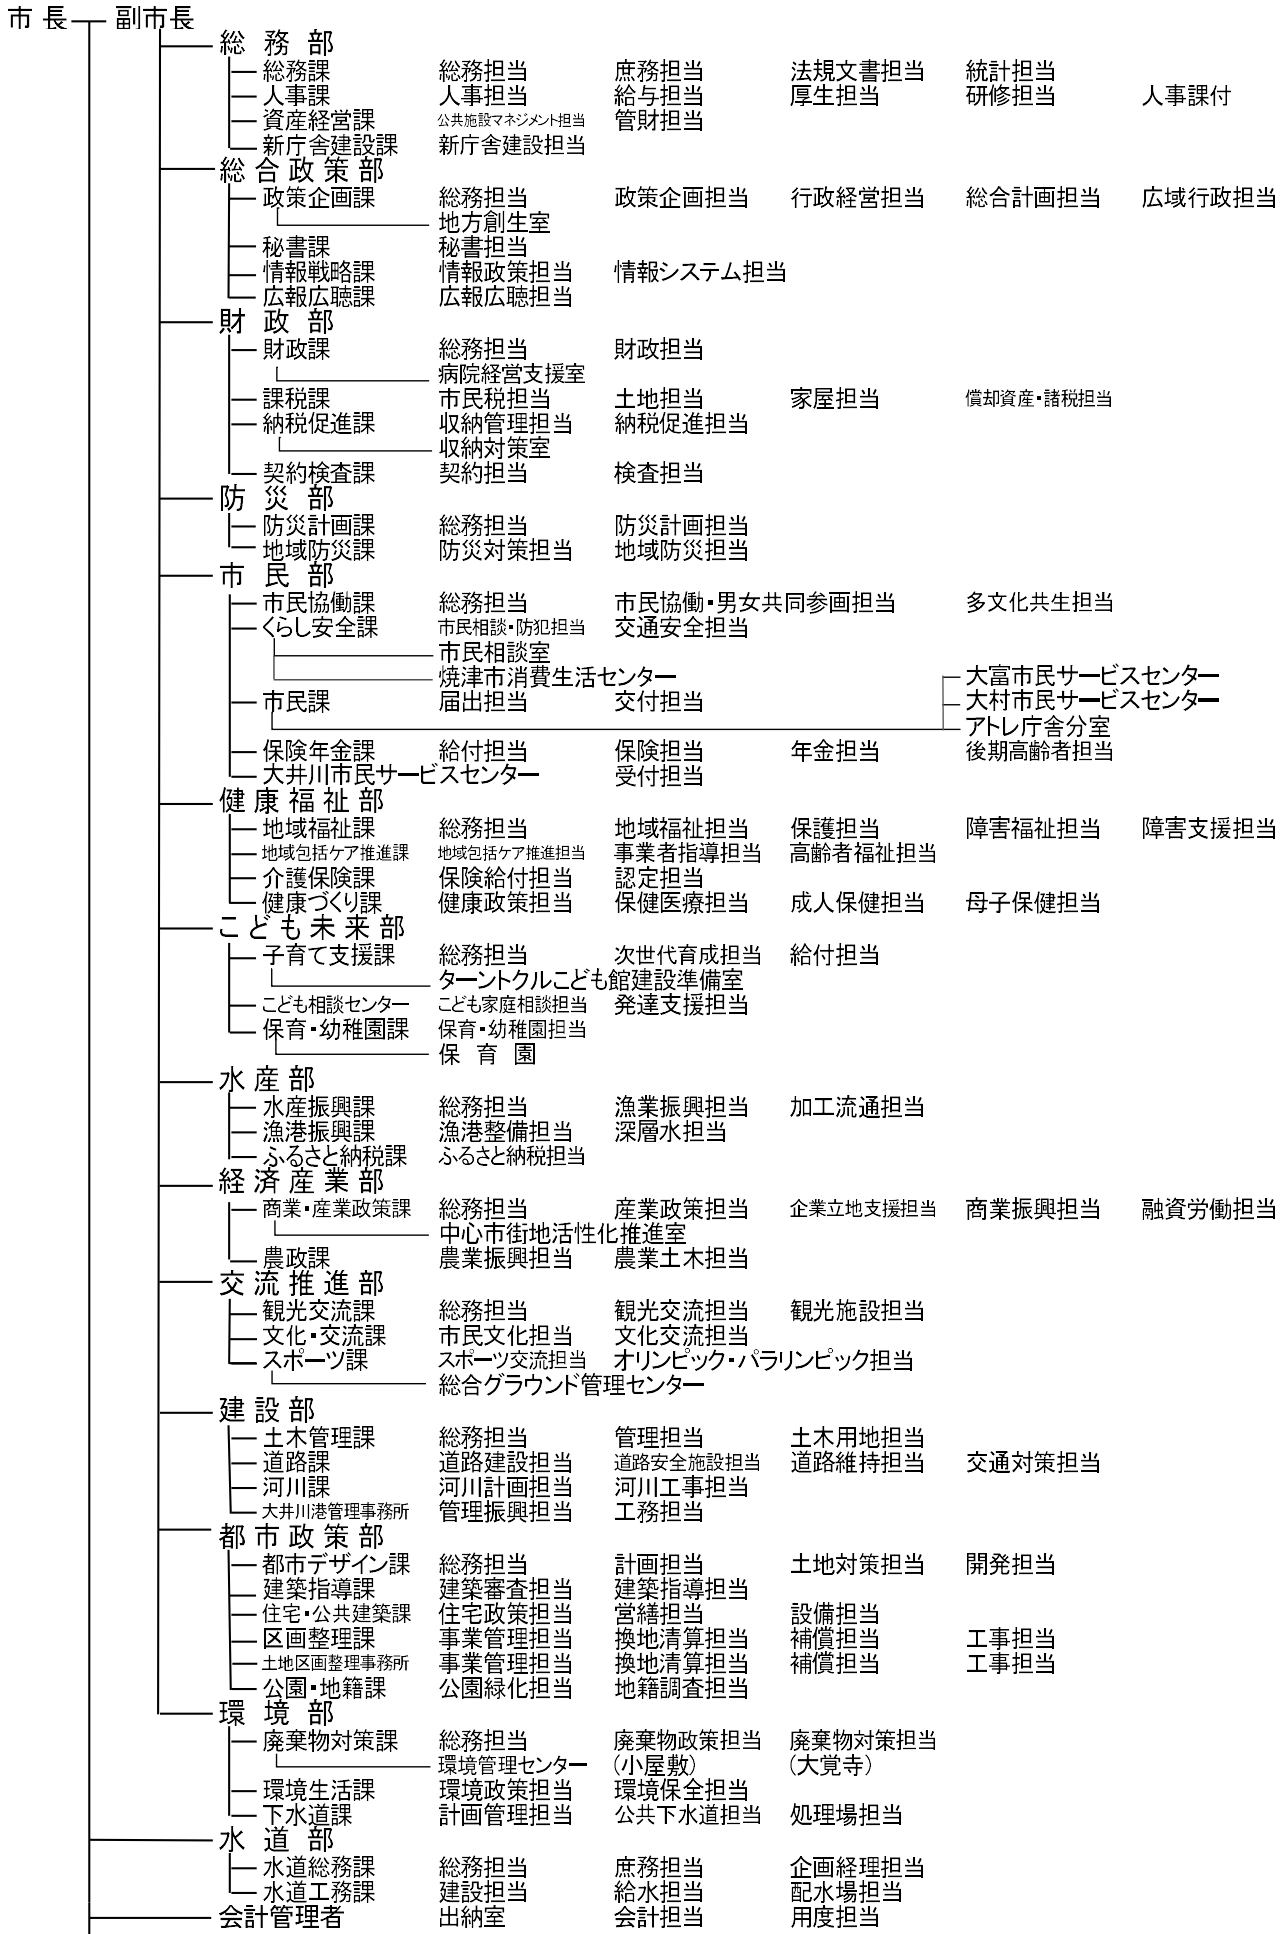 市長 副市長
総務部
総務課 総務担当 庶務担当 法規文書担当 統計担当
人事課 人事担当 給与担当 厚生担当 研修担当 人事課付
資産経営課 公共施設マネジメント担当 管財担当
新庁舎建設課 新庁舎建設担当
総合政策部
政策企画課 総務担当 政策企画担当 行政経営担当 総合計画担当 広域行政担当
地方創生室
秘書課 秘書担当
情報戦略課 情報政策担当 情報システム担当
広報広聴課 広報広聴担当
財政部
財政課 総務担当 財政担当
病院経営支援室
課税課 市民税担当 土地担当 家屋担当 償却資産・諸税担当
納税促進課 収納管理担当 納税促進担当
収納対策室
契約検査課 契約担当 検査担当
防災部
防災計画課 総務担当 防災計画担当
地域防災課 防災対策担当 地域防災担当
市民部
市民協働課 総務担当 市民協働・男女共同参画担当 多文化共生担当
くらし安全課 市民相談・防犯担当 交通安全担当
市民相談室
焼津市消費生活センター 大富市民サービスセンター
市民課 届出担当 交付担当 大村市民サービスセンター
アトレ庁舎分室
保険年金課 給付担当 保険担当 年金担当 後期高齢者担当
大井川市民サービスセンター 受付担当
健康福祉部
地域福祉課 総務担当 地域福祉担当 保護担当 障害福祉担当 障害支援担当
地域包括ケア推進課 地域包括ケア推進担当 事業者指導担当 高齢者福祉担当
介護保険課 保険給付担当 認定担当
健康づくり課 健康政策担当 保健医療担当 成人保健担当 母子保健担当
こども未来部
子育て支援課 総務担当 次世代育成担当 給付担当
ターントクルこども館建設準備室
こども相談センター こども家庭相談担当 発達支援担当
保育・幼稚園課 保育・幼稚園担当
保育園
水産部
水産振興課 総務担当 漁業振興担当 加工流通担当
漁港振興課 漁港整備担当 深層水担当
ふるさと納税課 ふるさと納税担当
経済産業部
商業・産業政策課 総務担当 産業政策担当 企業立地支援担当 商業振興担当 融資労働担当
中心市街地活性化推進室
農政課 農業振興担当 農業土木担当
交流推進部
観光交流課 総務担当 観光交流担当 観光施設担当
文化・交流課 市民文化担当 文化交流担当
スポーツ課 スポーツ交流担当 オリンピック・パラリンピック担当
総合グラウンド管理センター
建設部
土木管理課 総務担当 管理担当 土木用地担当
道路課 道路建設担当 道路安全施設担当 道路維持担当 交通対策担当
河川課 河川計画担当 河川工事担当
大井川港管理事務所 管理振興担当 工務担当
都市政策部
都市デザイン課 総務担当 計画担当 土地対策担当 開発担当
建築指導課 建築審査担当 建築指導担当
住宅・公共建築課 住宅政策担当 営繕担当 設備担当
区画整理課 事業管理担当 換地清算担当 補償担当 工事担当
土地区画整理事務所 事業管理担当 換地清算担当 補償担当 工事担当
公園・地籍課 公園緑化担当 地籍調査担当
環境部
廃棄物対策課 総務担当 廃棄物政策担当 廃棄物対策担当
環境管理センター (小屋敷) (大覚寺)
環境生活課 環境政策担当 環境保全担当
下水道課 計画管理担当 公共下水道担当 処理場担当
水道部
水道総務課 総務担当 庶務担当 企画経理担当
水道工務課 建設担当 給水担当 配水場担当
会計管理者 出納室 会計担当 用度担当